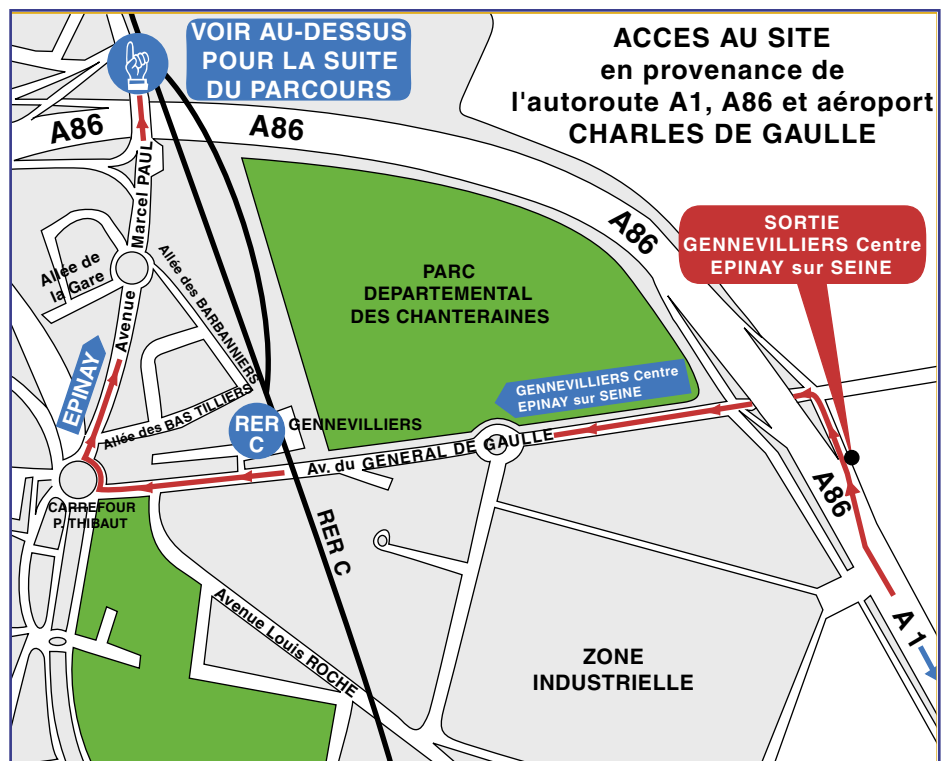 VOIR AU-DESSUS
POUR LA SUITE
DU PARCOURS
ACCES AU SITE
en provenance de
l'autoroute A1, A86 et aéroport
CHARLES DE GAULLE
A86
A86
A86
SORTIE
GENNEVILLIERS Centre
EPINAY sur SEINE
Avenue Marcel PAUL
Allée de
la Gare
Allée des BARBANNIERS
PARC
DEPARTEMENTAL
DES CHANTERAINES
EPINAY
GENNEVILLIERS Centre
EPINAY sur SEINE
Allée des BAS TILLIERS
RER
C
GENNEVILLIERS
Av. du GENERAL DE GAULLE
A86
CARREFOUR
P. THIBAUT
RER C
Avenue Louis ROCHE
A 1
ZONE
INDUSTRIELLE